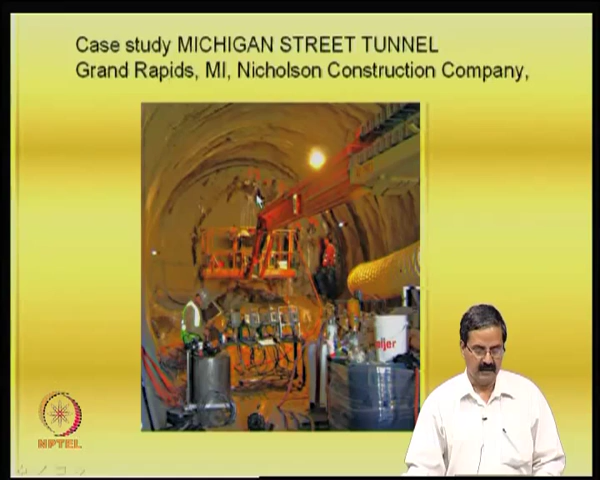 Case study MICHIGAN STREET TUNNEL
Grand Rapids, MI, Nicholson Construction Company,
NPTEL